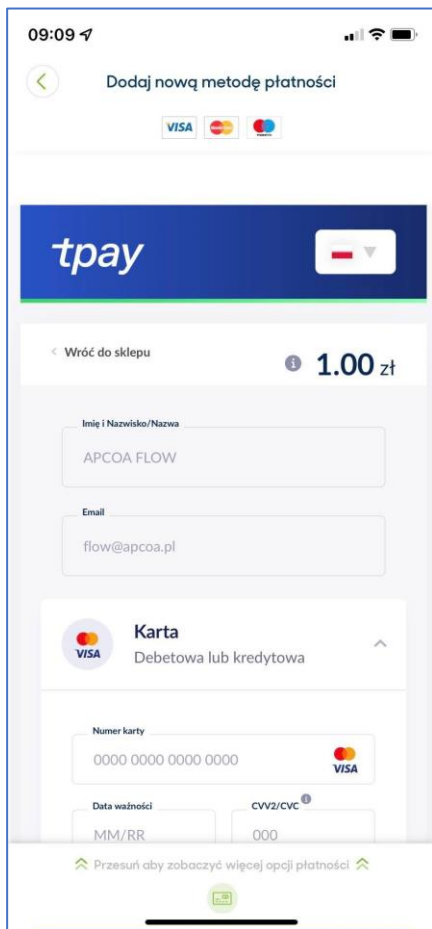 09:09
Dodaj nową metodę płatności
VISA
tpay
Wróć do sklepu
1.00 zł
Imię i Nazwisko/Nazwa
APCOA FLOW
Email
flow@apcoa.pl
VISA
Karta
Debetowa lub kredytowa
Numer karty
0000 0000 0000 0000
VISA
Data ważności CVV2/CVC
MM/RR 000
Przesuń aby zobaczyć więcej opcji płatności